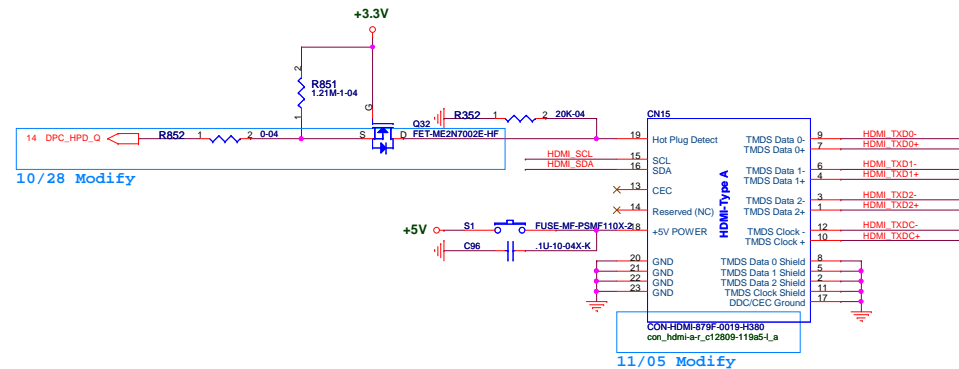 +3.3V
2
R851
1.21M-1-04
1
G
Q32
S
D
FET-ME2N7002E-HF
R352
1
2
20K-04
14
DPC_HPD_Q
R852
1
2
0-04
10/28 Modify
CN15
19
Hot Plug Detect
HDMI_SCL
15
SCL
HDMI_SDA
16
SDA
13
CEC
14
Reserved (NC)
+5V
S1
FUSE-MF-PSMF110X-2
18
+5V POWER
C96
.1U-10-04X-K
20
GND
21
GND
22
GND
23
GND
HDMI-Type A
TMDS Data 0-
9
HDMI_TXD0-
TMDS Data 0+
7
HDMI_TXD0+
TMDS Data 1-
6
HDMI_TXD1-
TMDS Data 1+
4
HDMI_TXD1+
TMDS Data 2-
3
HDMI_TXD2-
TMDS Data 2+
1
HDMI_TXD2+
TMDS Clock -
12
HDMI_TXDC-
TMDS Clock +
10
HDMI_TXDC+
TMDS Data 0 Shield
8
TMDS Data 1 Shield
5
TMDS Data 2 Shield
2
TMDS Clock Shield
11
DDC/CEC Ground
17
CON-HDMI-879F-0019-H380
con_hdmi-a-r_c12809-119a5-l_a
11/05 Modify